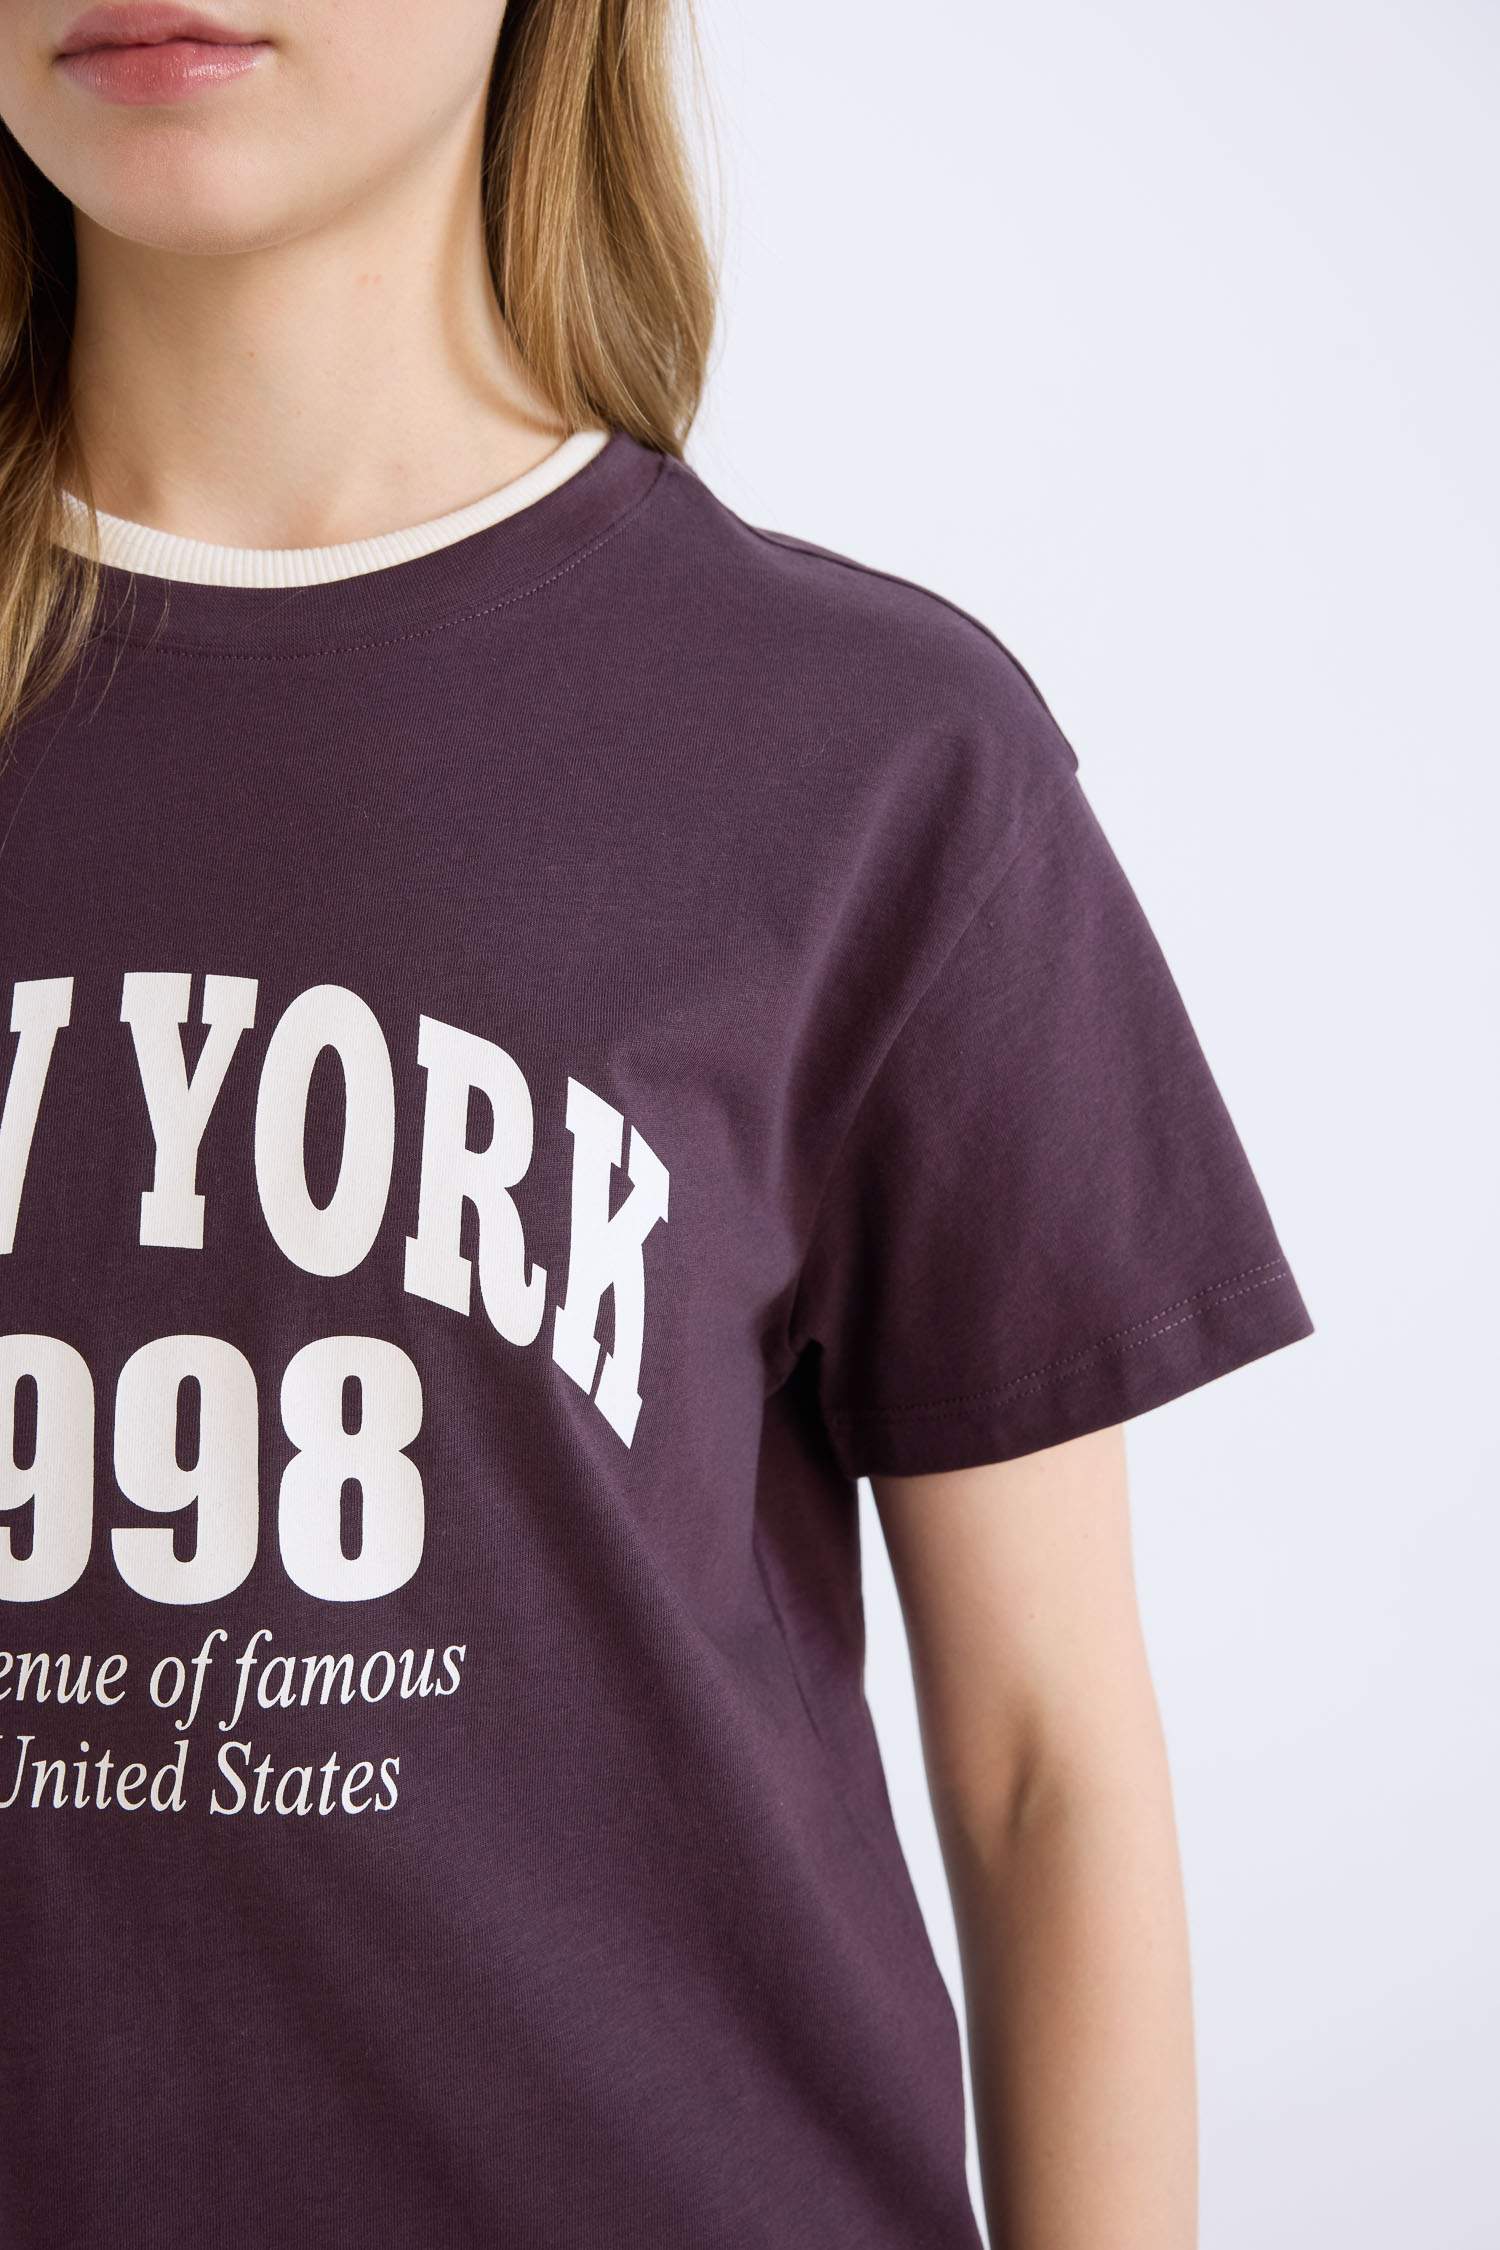 W YORK
998
enue of famous
United States